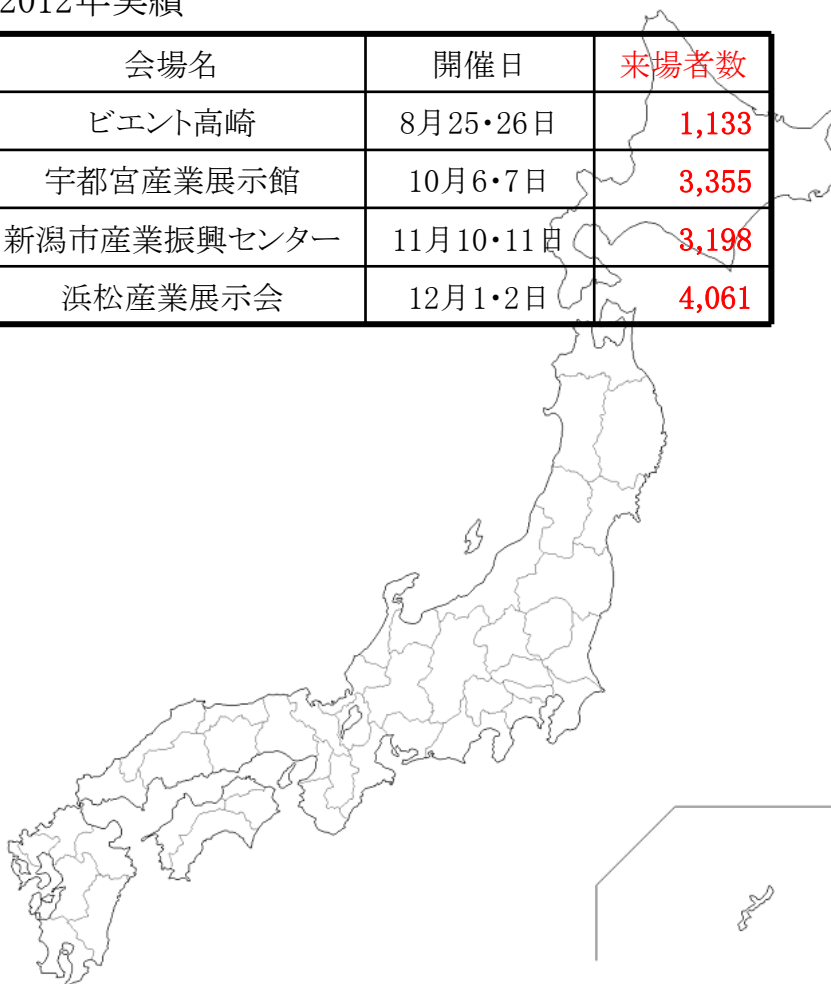 2012年実績
会場名 開催日 来場者数
ビエント高崎 8月25・26日 1,133
宇都宮産業展示館 10月6・7日 3,355
新潟市産業振興センター 11月10・11日 3,198
浜松産業展示会 12月1・2日 4,061